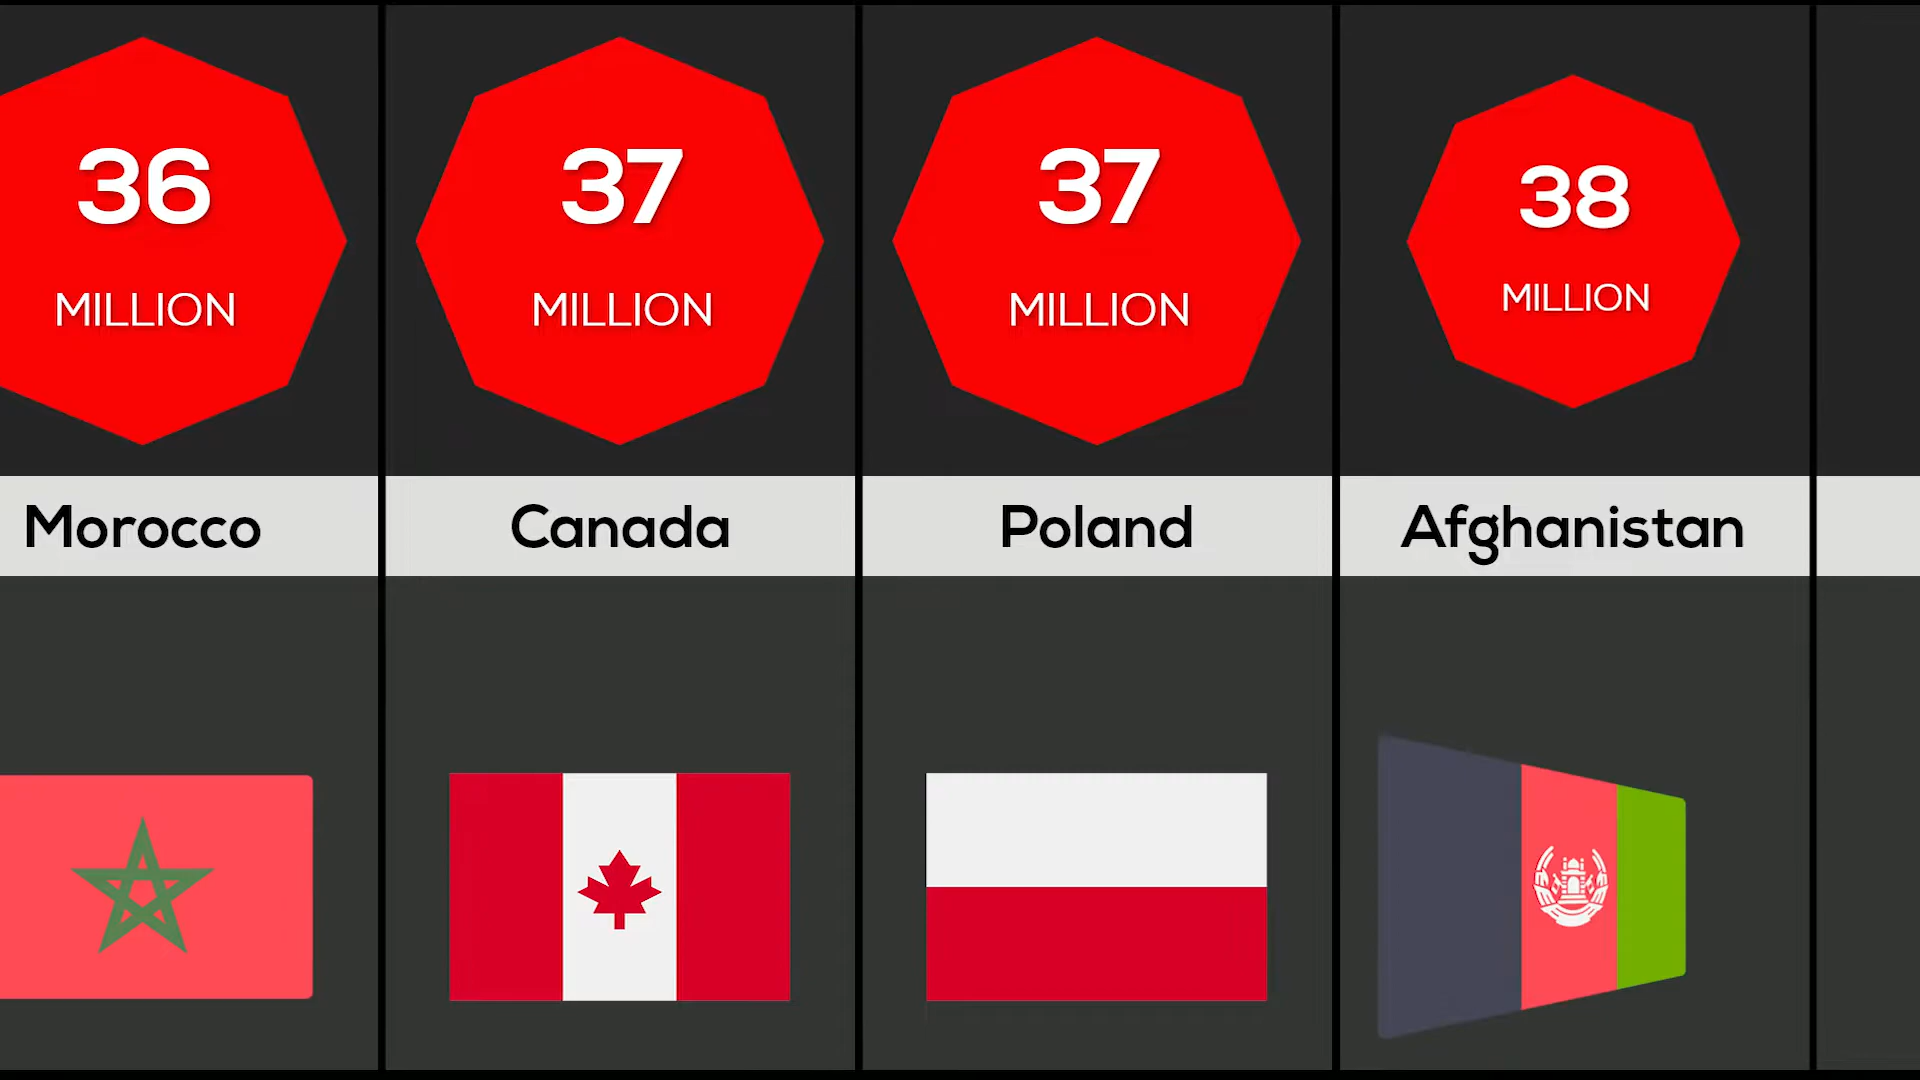 36
MILLION
Morocco
37
MILLION
Canada
37
MILLION
Poland
38
MILLION
Afghanistan